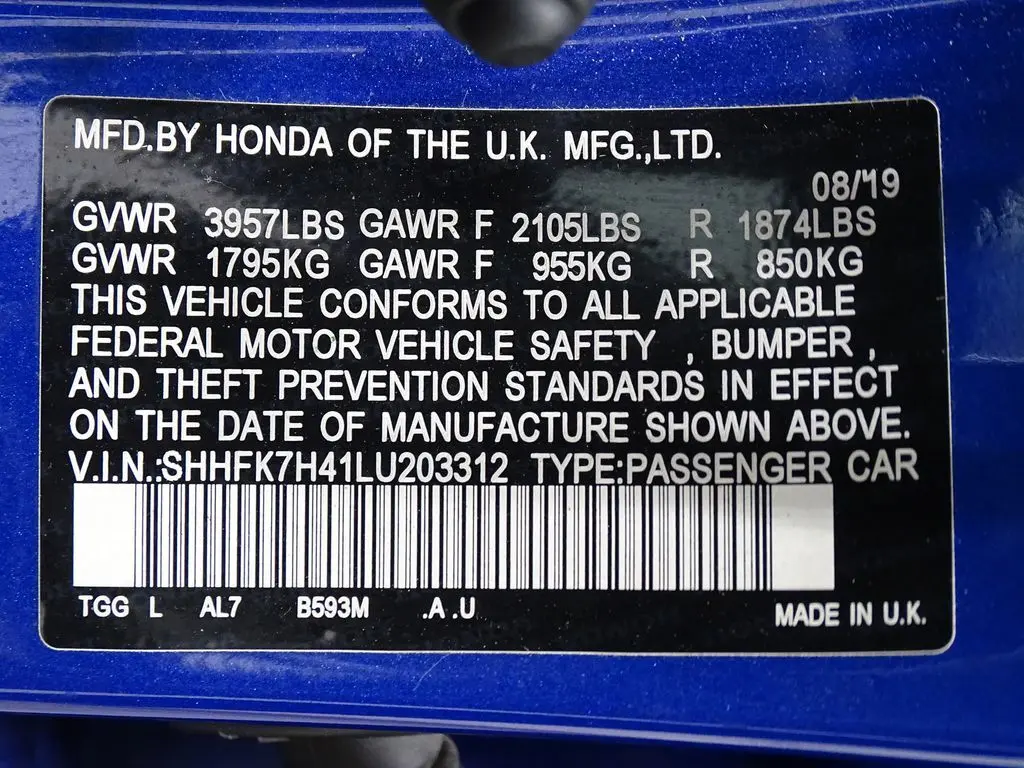 MFD.BY HONDA OF THE U.K. MFG.,LTD.
08/19
GVWR 3957LBS GAWR F 2105LBS R 1874LBS
GVWR 1795KG GAWR F 955KG R 850KG
THIS VEHICLE CONFORMS TO ALL APPLICABLE
FEDERAL MOTOR VEHICLE SAFETY , BUMPER ,
AND THEFT PREVENTION STANDARDS IN EFFECT
ON THE DATE OF MANUFACTURE SHOWN ABOVE.
V.I.N.:SHHFK7H41LU203312 TYPE:PASSENGER CAR
TGG L AL7 B593M .A .U
MADE IN U.K.